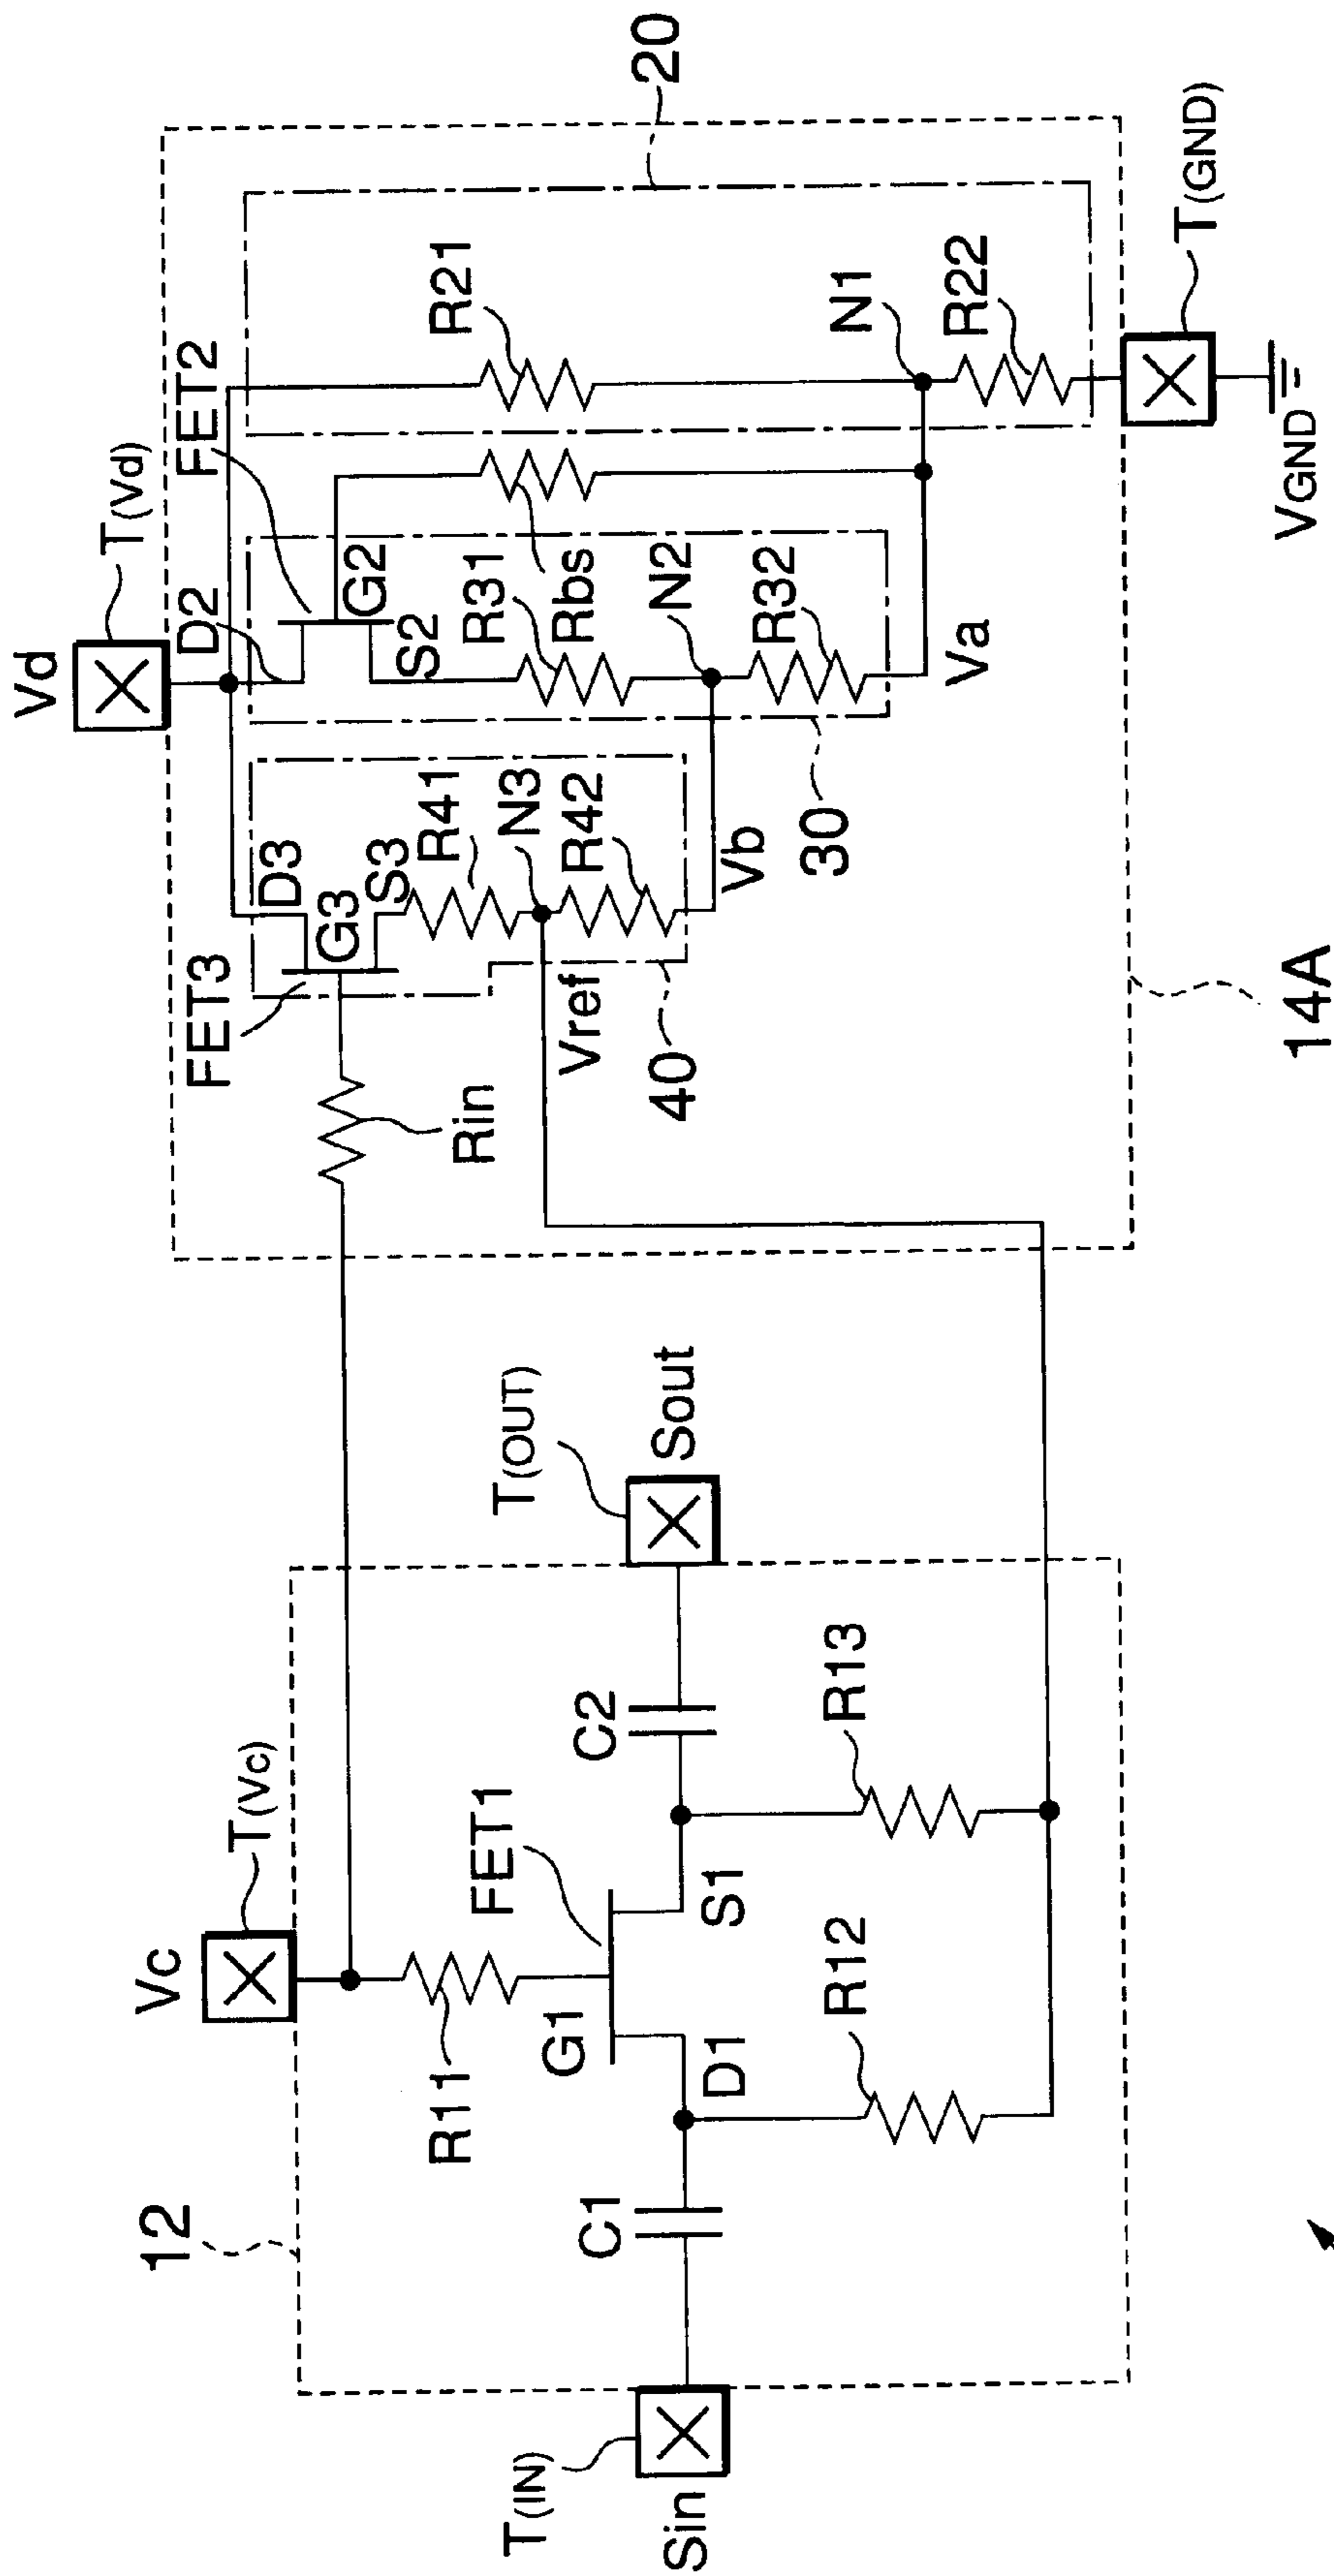 Vd
T(Vd)
20
D2
FET2
G2
S2
R21
D3
FET3
G3
S3
R41
R31
Rbs
N3
N2
N1
R42
R32
R22
Rin
Vref
Vb
Va
40
30
T(GND)
VGND
14A
12
Vc
T(Vc)
R11
G1
FET1
C1
C2
D1
S1
T(OUT)
Sout
R12
R13
T(IN)
Sin